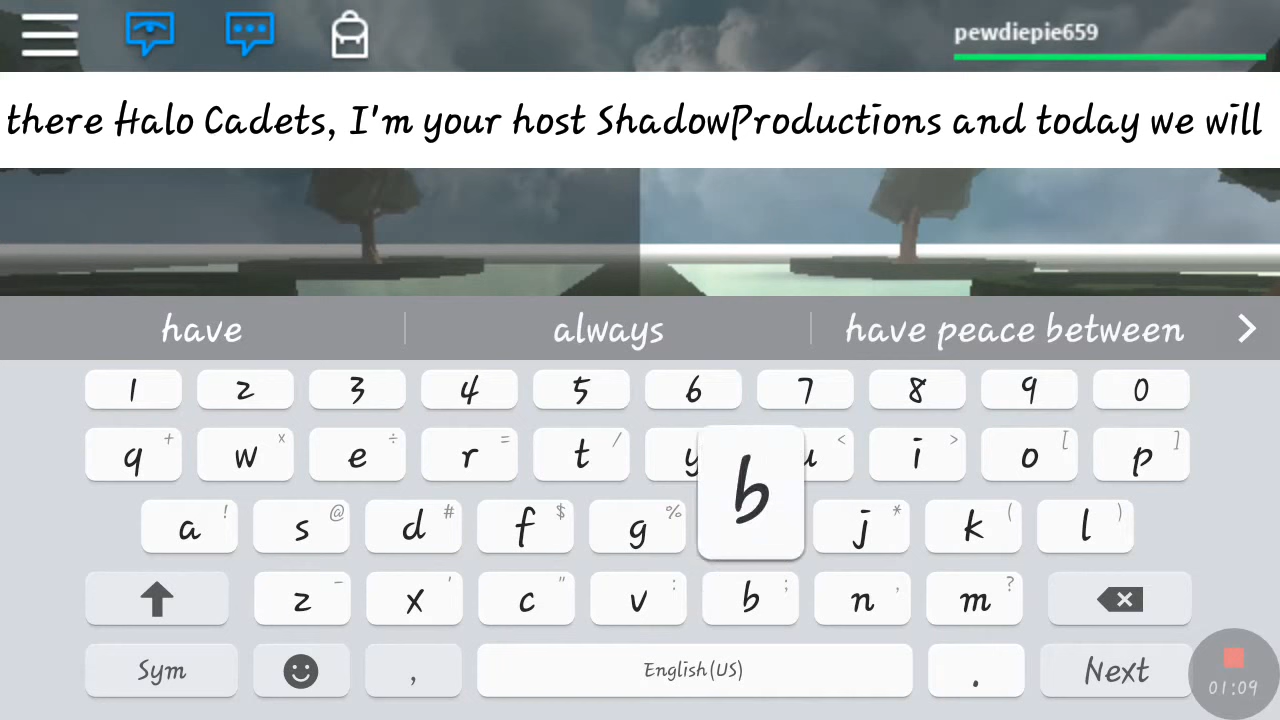 pewdiepie659
there Halo Cadets, I'm your host ShadowProductions and today we will
have always have peace between
1 2 3 4 5 6 7 8 9 0
+ × ÷ = / < > [ ]
q w e r t y u i o p
! @ # $ % * ( )
a s d f g b j k l
- ' " : ; , ?
z x c v b n m
Sym , English(US) . Next
01:09